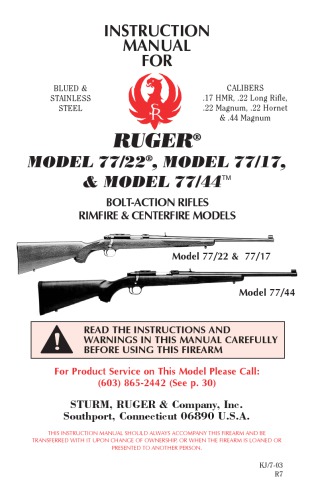 INSTRUCTION
MANUAL
FOR
BLUED &
STAINLESS
STEEL
CALIBERS
.17 HMR, .22 Long Rifle,
.22 Magnum, .22 Hornet
& .44 Magnum
RUGER®
MODEL 77/22®, MODEL 77/17,
& MODEL 77/44™
BOLT-ACTION RIFLES
RIMFIRE & CENTERFIRE MODELS
Model 77/22 & 77/17
Model 77/44
READ THE INSTRUCTIONS AND
WARNINGS IN THIS MANUAL CAREFULLY
BEFORE USING THIS FIREARM
For Product Service on This Model Please Call:
(603) 865-2442 (See p. 30)
STURM, RUGER & Company, Inc.
Southport, Connecticut 06890 U.S.A.
THIS INSTRUCTION MANUAL SHOULD ALWAYS ACCOMPANY THIS FIREARM AND BE
TRANSFERRED WITH IT UPON CHANGE OF OWNERSHIP, OR WHEN THE FIREARM IS LOANED OR
PRESENTED TO ANOTHER PERSON.
KJ/7-03
R7